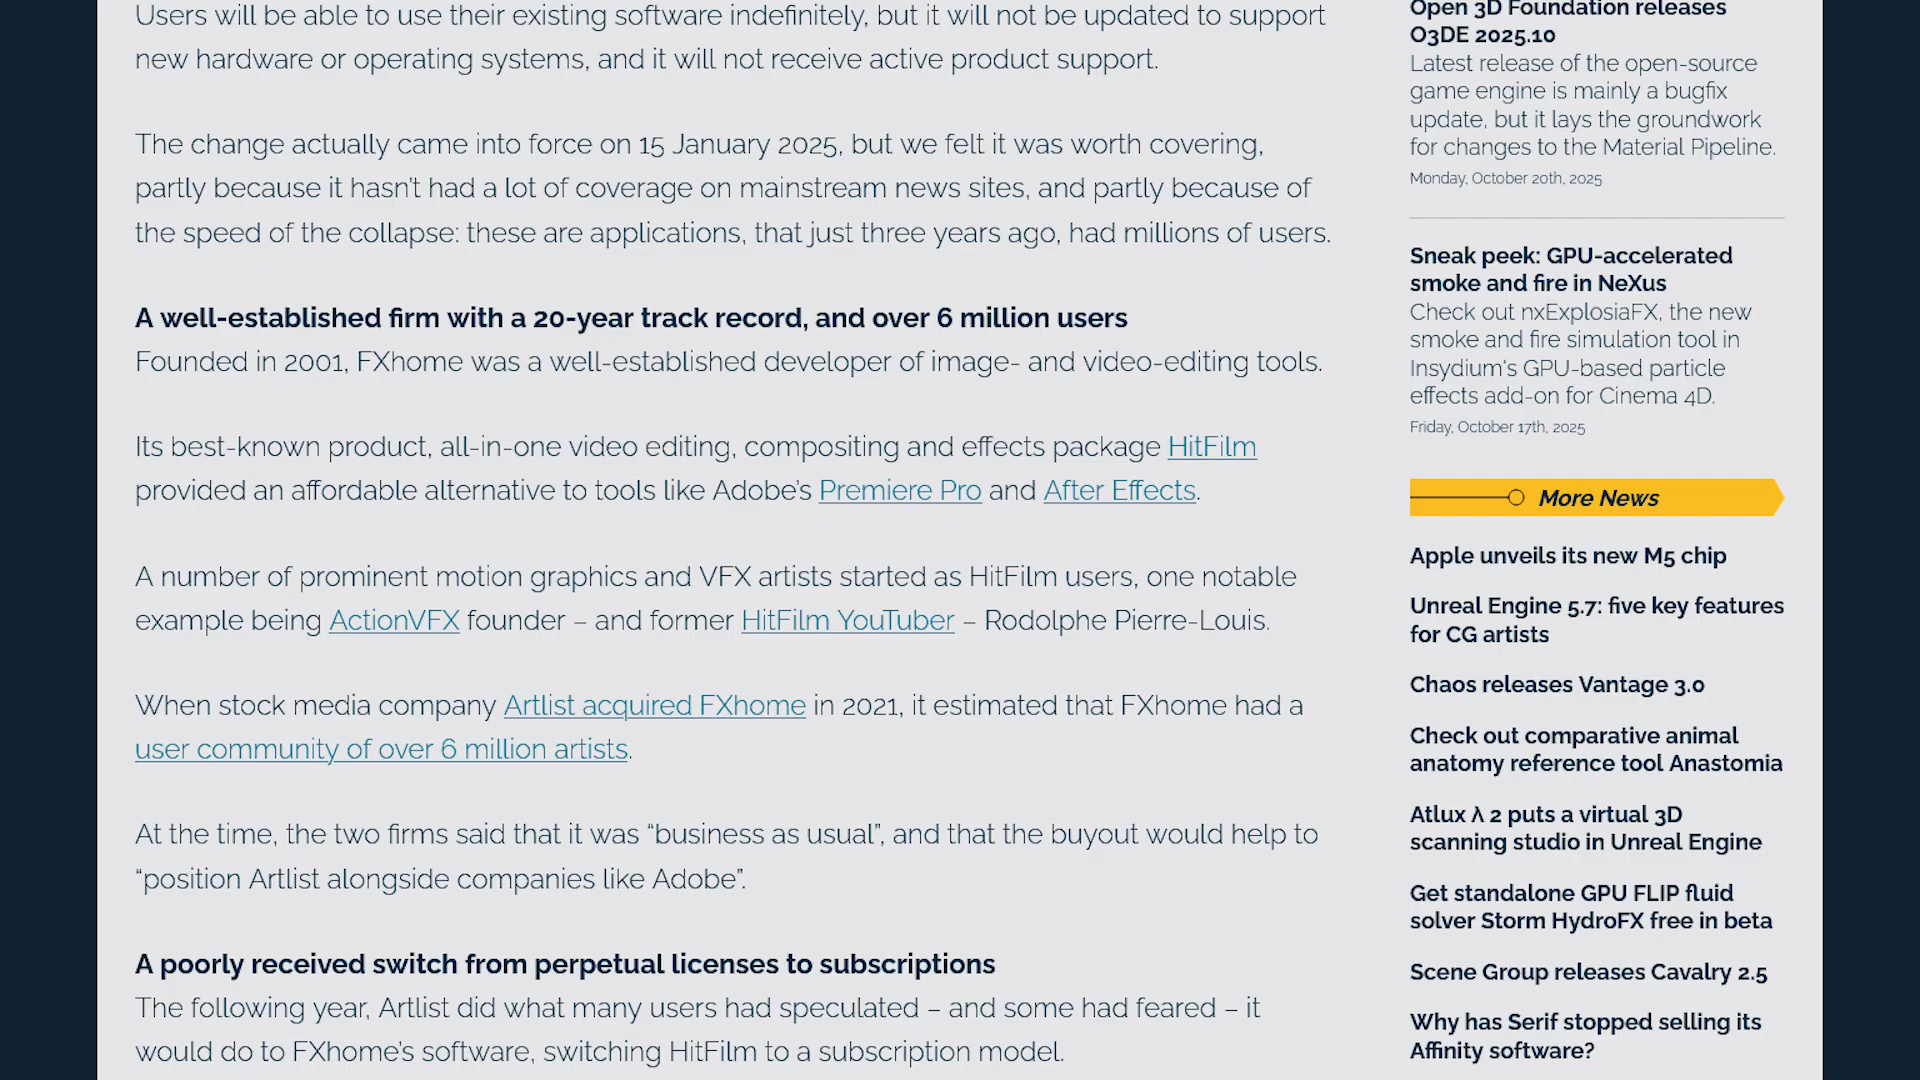 Users will be able to use their existing software indefinitely, but it will not be updated to support
new hardware or operating systems, and it will not receive active product support.
The change actually came into force on 15 January 2025, but we felt it was worth covering,
partly because it hasn't had a lot of coverage on mainstream news sites, and partly because of
the speed of the collapse: these are applications, that just three years ago, had millions of users.
A well-established firm with a 20-year track record, and over 6 million users
Founded in 2001, FXhome was a well-established developer of image- and video-editing tools.
Its best-known product, all-in-one video editing, compositing and effects package HitFilm
provided an affordable alternative to tools like Adobe's Premiere Pro and After Effects.
A number of prominent motion graphics and VFX artists started as HitFilm users, one notable
example being ActionVFX founder – and former HitFilm YouTuber – Rodolphe Pierre-Louis.
When stock media company Artlist acquired FXhome in 2021, it estimated that FXhome had a
user community of over 6 million artists.
At the time, the two firms said that it was “business as usual”, and that the buyout would help to
“position Artlist alongside companies like Adobe”.
A poorly received switch from perpetual licenses to subscriptions
The following year, Artlist did what many users had speculated – and some had feared – it
would do to FXhome's software, switching HitFilm to a subscription model.
Open 3D Foundation releases
O3DE 2025.10
Latest release of the open-source
game engine is mainly a bugfix
update, but it lays the groundwork
for changes to the Material Pipeline.
Monday, October 20th, 2025
Sneak peek: GPU-accelerated
smoke and fire in NeXus
Check out nxExplosiaFX, the new
smoke and fire simulation tool in
Insydium's GPU-based particle
effects add-on for Cinema 4D.
Friday, October 17th, 2025
More News
Apple unveils its new M5 chip
Unreal Engine 5.7: five key features
for CG artists
Chaos releases Vantage 3.0
Check out comparative animal
anatomy reference tool Anastomia
Atlux λ 2 puts a virtual 3D
scanning studio in Unreal Engine
Get standalone GPU FLIP fluid
solver Storm HydroFX free in beta
Scene Group releases Cavalry 2.5
Why has Serif stopped selling its
Affinity software?